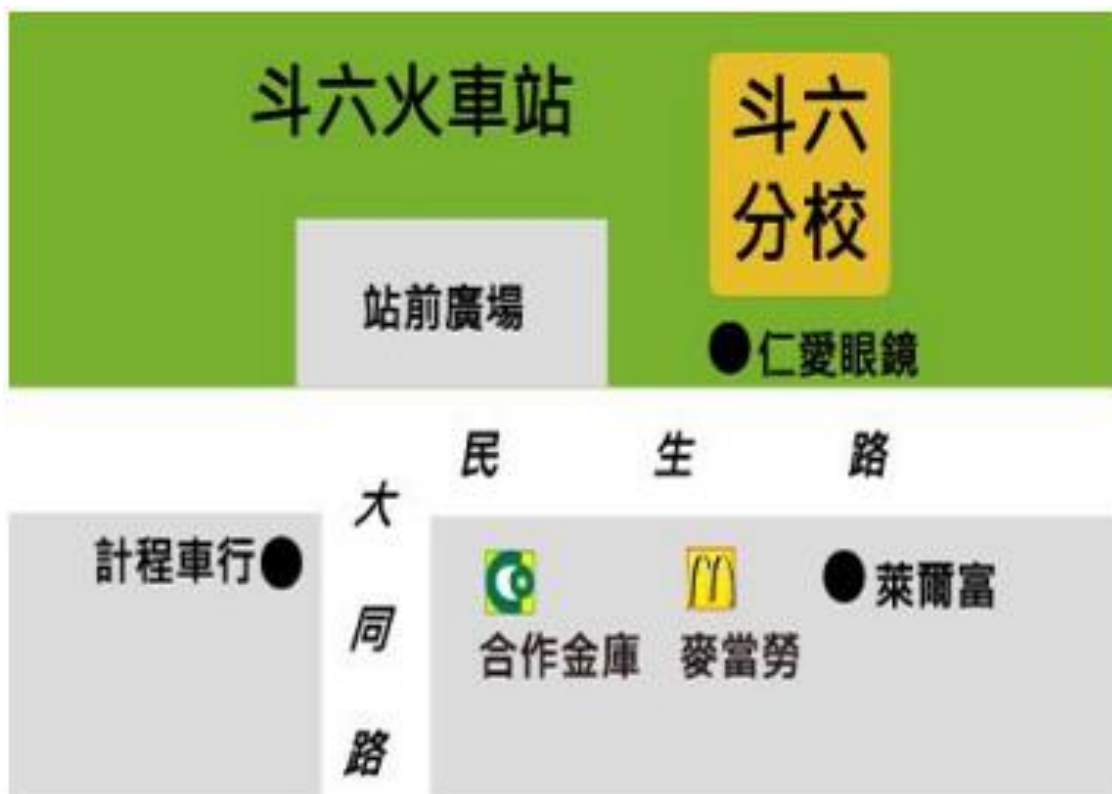 斗六火車站
斗六
分校
站前廣場
仁愛眼鏡
民生路
大同路
計程車行
合作金庫
麥當勞
萊爾富